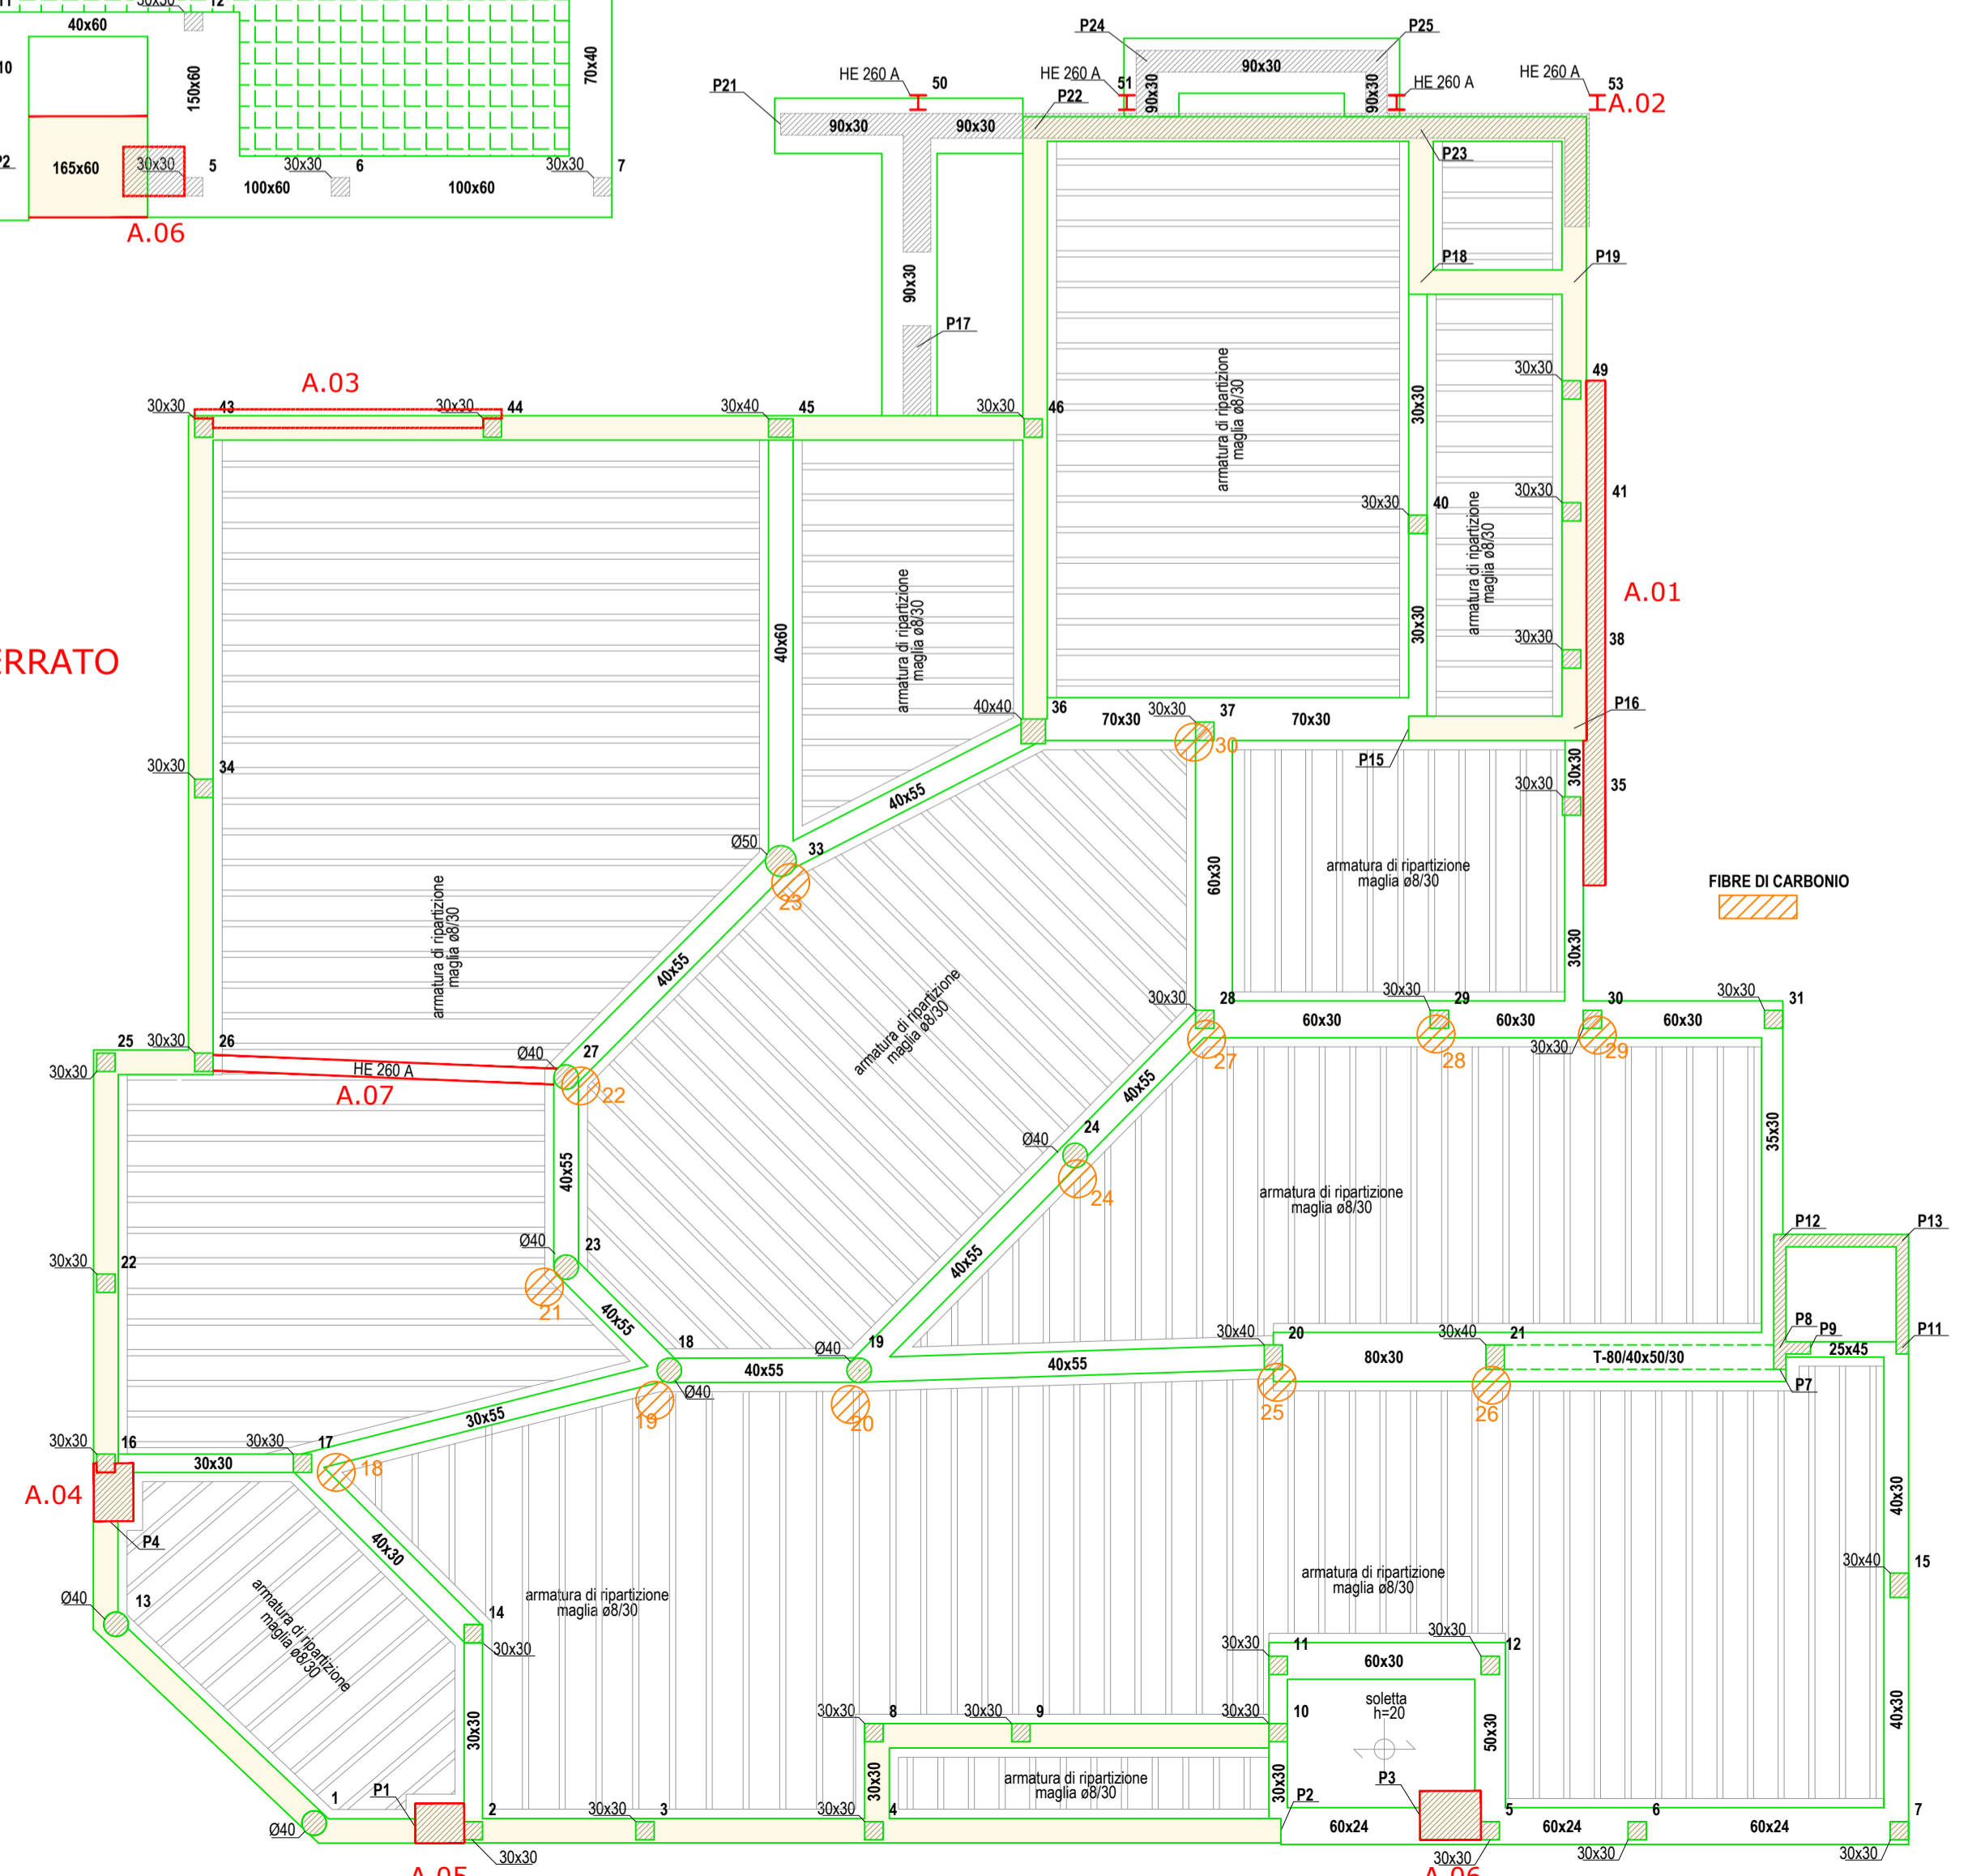 30x30
12
40x60
10
150x60
70x40
165x60
30x30
5
30x30
6
30x30
7
100x60
100x60
A.06
P24
P25
HE 260 A
50
HE 260 A
51
90x30
90x30
90x30
HE 260 A
HE 260 A
53
A.02
P21
P22
90x30
90x30
P23
90x30
P17
P18
P19
A.03
30x30
43
30x30
44
30x40
45
30x30
46
30x30
49
30x30
30x30
41
30x30
40
A.01
armatura di ripartizione
maglia ø8/30
armatura di ripartizione
maglia ø8/30
armatura di ripartizione
maglia ø8/30
40x60
30x30
30x30
38
ERRATO
40x40
36
70x30
30x30
37
70x30
P16
30
P15
30x30
34
30x30
30x30
35
40x55
Ø50
33
23
60x30
armatura di ripartizione
maglia ø8/30
FIBRE DI CARBONIO
armatura di ripartizione
maglia ø8/30
40x55
armatura di ripartizione
maglia ø8/30
30x30
30x30
28
30x30
29
30
30x30
31
60x30
60x30
60x30
30x30
27
28
29
25
30x30
26
30x30
HE 260 A
A.07
Ø40
27
22
40x55
Ø40
24
24
35x30
40x55
armatura di ripartizione
maglia ø8/30
Ø40
23
21
40x55
40x55
30x30
22
P12
P13
P8
P9
P11
25x45
P7
18
Ø40
19
40x55
40x55
30x40
20
80x30
30x40
21
T-80/40x50/30
Ø40
19
20
25
26
30x55
30x30
16
30x30
17
30x30
18
A.04
P4
40x30
40x30
30x40
15
Ø40
13
armatura di ripartizione
maglia ø8/30
14
30x30
armatura di ripartizione
maglia ø8/30
armatura di ripartizione
maglia ø8/30
30x30
11
30x30
12
60x30
soletta
h=20
30x30
8
30x30
9
30x30
10
50x30
40x30
30x30
30x30
armatura di ripartizione
maglia ø8/30
30x30
P1
P2
P3
1
Ø40
2
30x30
30x30
3
30x30
4
60x24
5
30x30
60x24
6
30x30
60x24
7
30x30
A.05
A.06